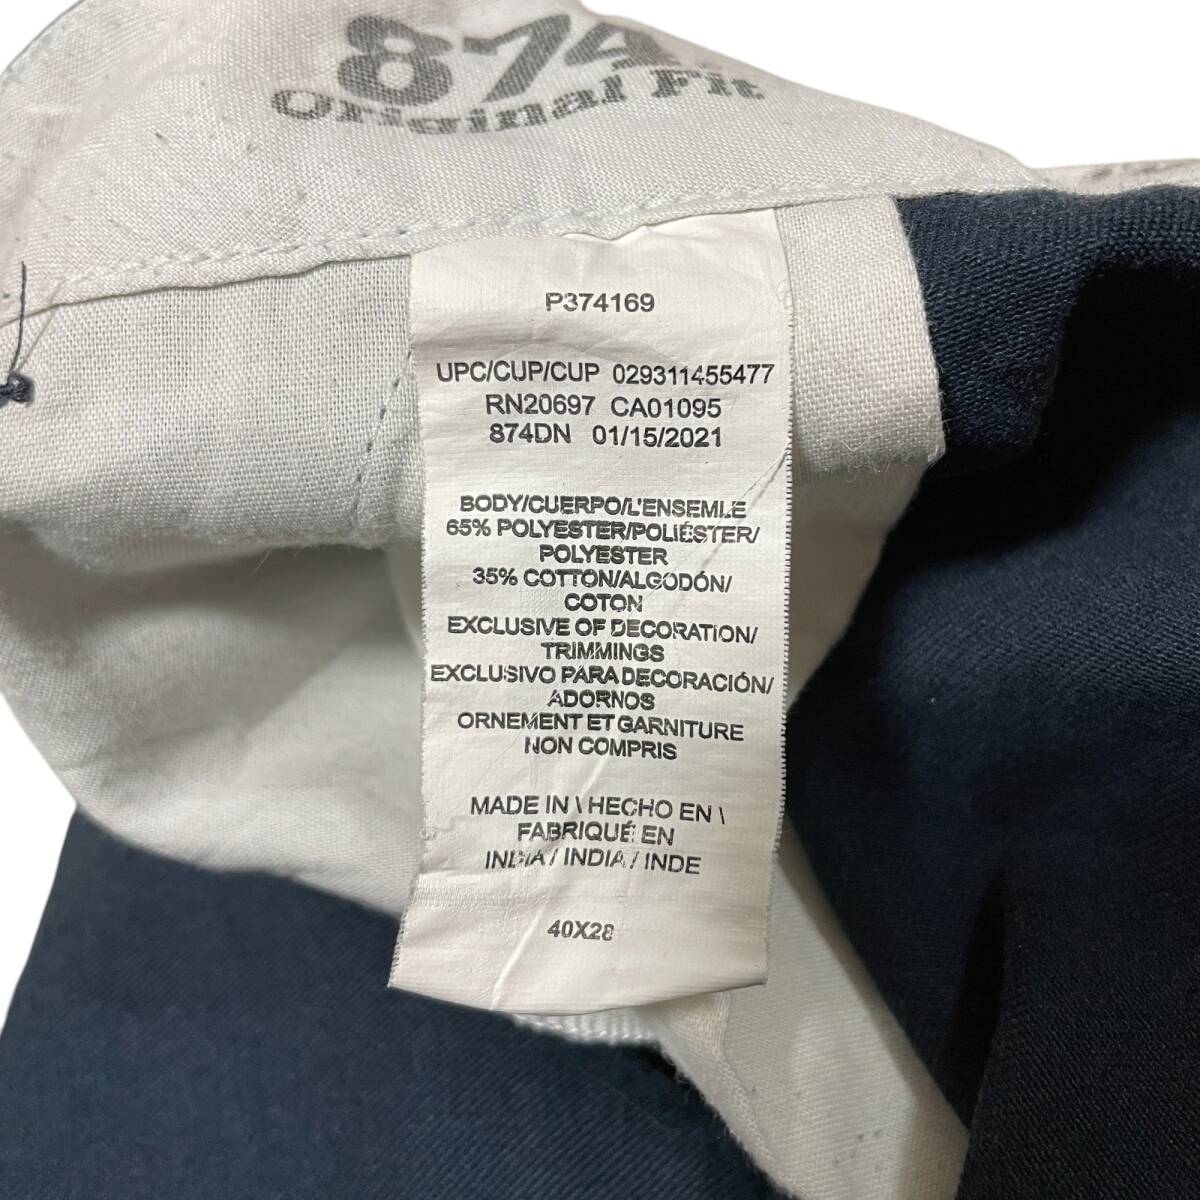 874
Original Fit
P374169
UPC/CUP/CUP 029311455477
RN20697 CA01095
874DN 01/15/2021
BODY/CUERPO/L'ENSEMLE
65% POLYESTER/POLIÉSTER/
POLYESTER
35% COTTON/ALGODÓN/
COTON
EXCLUSIVE OF DECORATION/
TRIMMINGS
EXCLUSIVO PARA DECORACIÓN/
ADORNOS
ORNEMENT ET GARNITURE
NON COMPRIS
MADE IN \ HECHO EN \
FABRIQUÉ EN
INDIA / INDIA / INDE
40X28